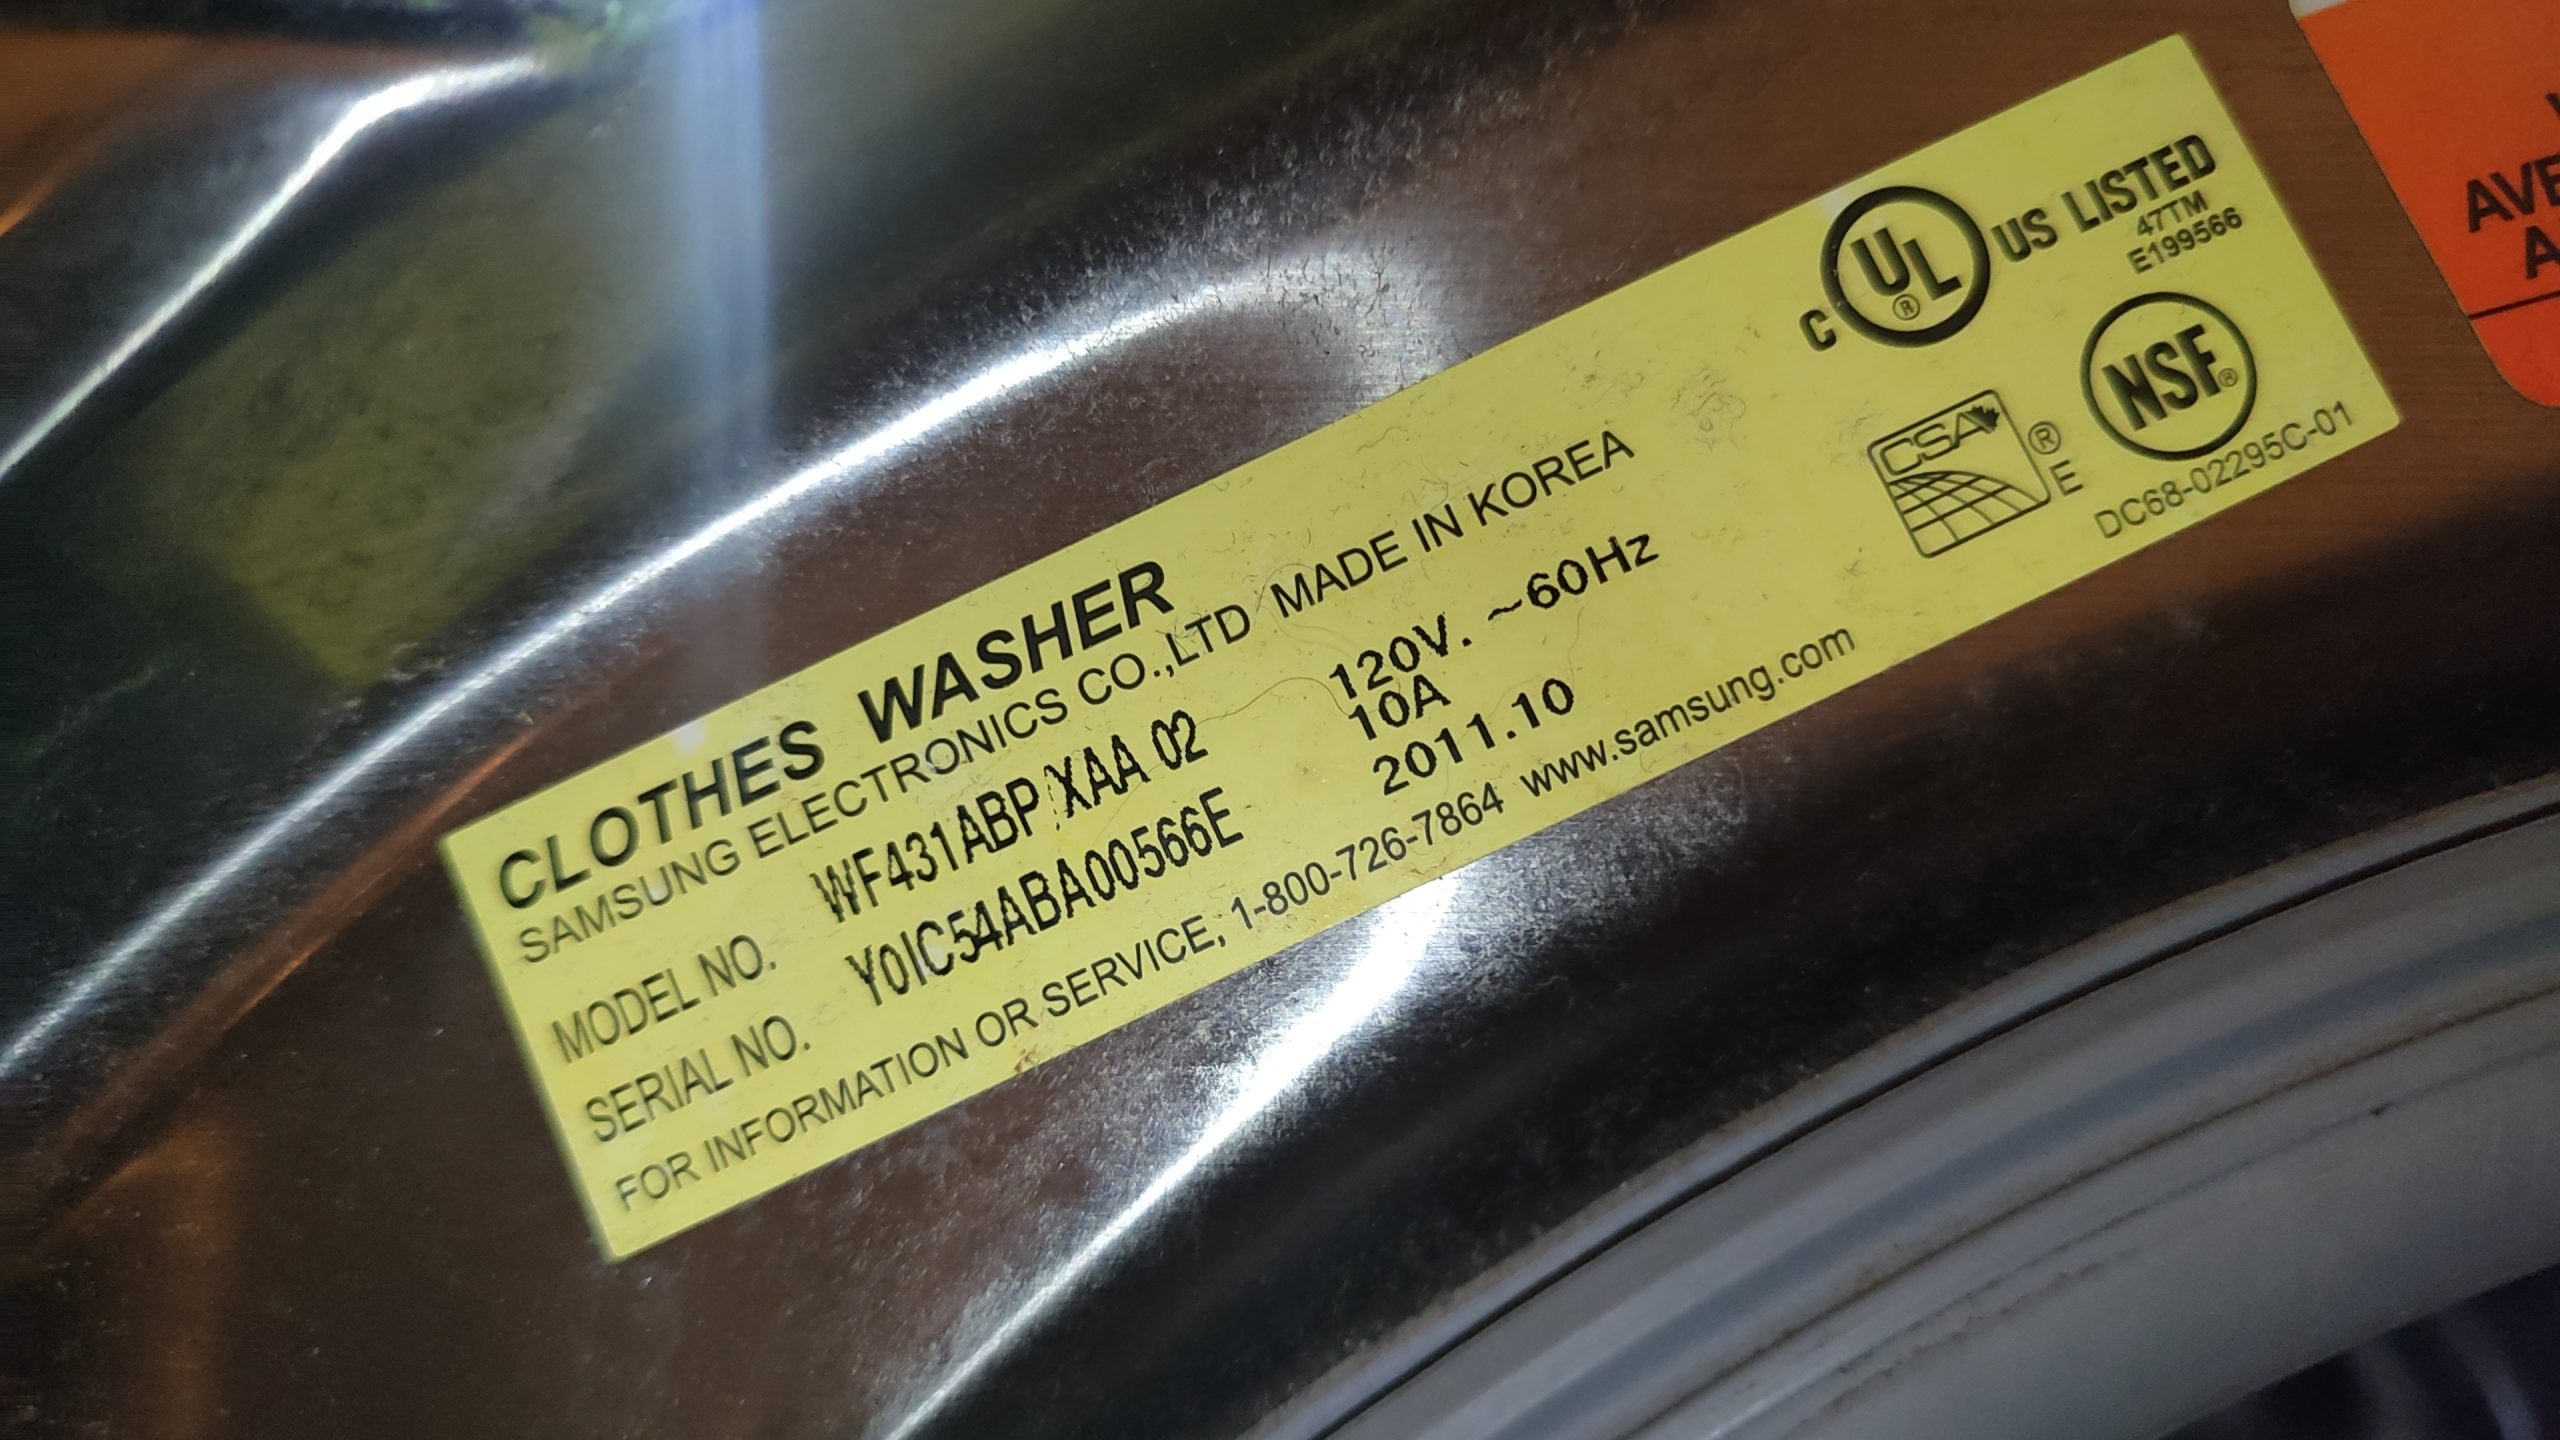 CLOTHES WASHER
SAMSUNG ELECTRONICS CO.,LTD MADE IN KOREA
MODEL NO. WF431ABP XAA 02 120V. ~60Hz
10A
SERIAL NO. Y0IC54ABA00566E 2011.10
FOR INFORMATION OR SERVICE, 1-800-726-7864 www.samsung.com
C UL ® US LISTED
47TM
E199566
CSA ® E
NSF ®
DC68-02295C-01